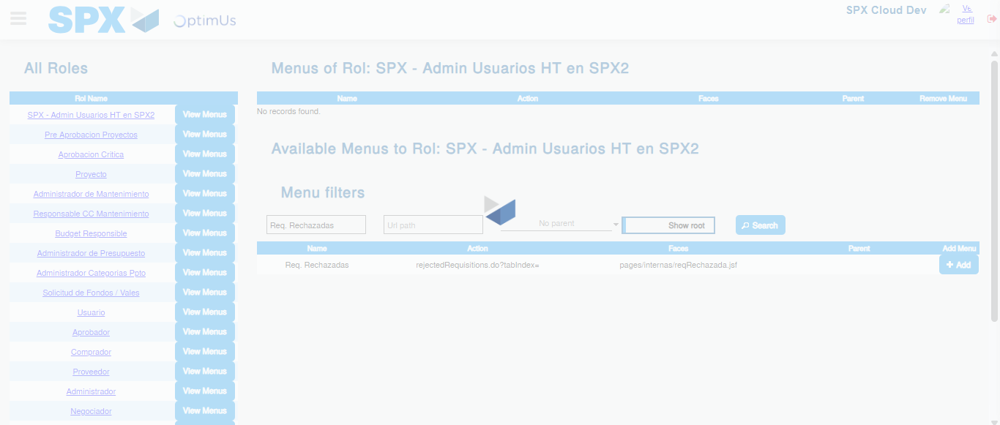 SPX OptimUs
SPX Cloud Dev
perfil
All Roles
Rol Name
SPX - Admin Usuarios HT en SPX2 View Menus
Pre Aprobacion Proyectos View Menus
Aprobacion Critica View Menus
Proyecto View Menus
Administrador de Mantenimiento View Menus
Responsable CC Mantenimiento View Menus
Budget Responsible View Menus
Administrador de Presupuesto View Menus
Administrador Categorias Ppto View Menus
Solicitud de Fondos / Vales View Menus
Usuario View Menus
Aprobador View Menus
Comprador View Menus
Proveedor View Menus
Administrador View Menus
Negociador View Menus
Menus of Rol: SPX - Admin Usuarios HT en SPX2
Name Action Faces Parent Remove Menu
No records found.
Available Menus to Rol: SPX - Admin Usuarios HT en SPX2
Menu filters
Req. Rechazadas Url path No parent Show root Search
Name Action Faces Parent Add Menu
Req. Rechazadas rejectedRequisitions.do?tabIndex= pages/internas/reqRechazada.jsf Add